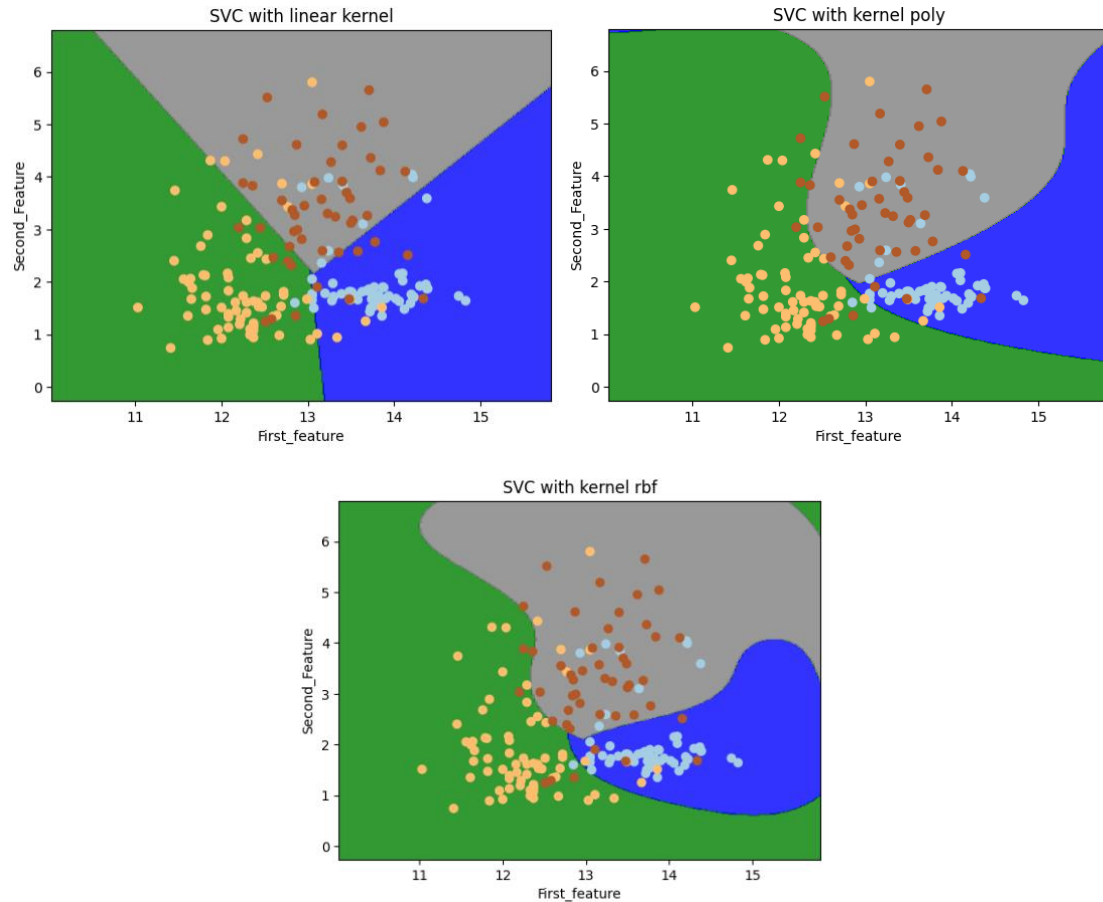 SVC with linear kernel
6
5
4
3
2
1
0
Second_Feature
11 12 13 14 15
First_feature
SVC with kernel poly
6
5
4
3
2
1
0
Second_Feature
11 12 13 14 15
First_feature
SVC with kernel rbf
6
5
4
3
2
1
0
Second_Feature
11 12 13 14 15
First_feature